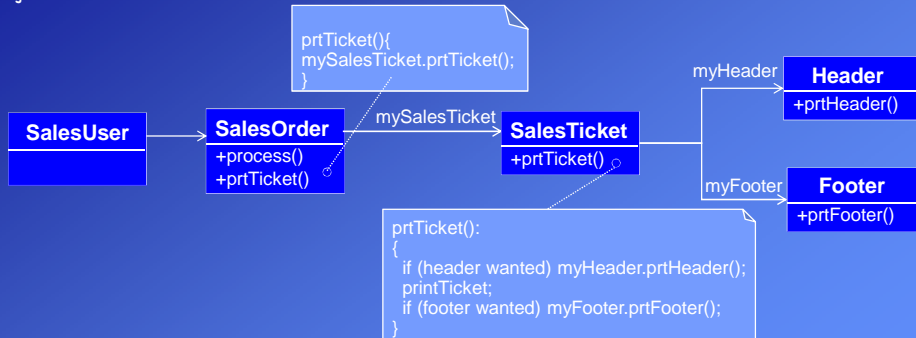 prtTicket(){
mySalesTicket.prtTicket();
}
SalesUser
SalesOrder
+process()
+prtTicket()
mySalesTicket
SalesTicket
+prtTicket()
myHeader
Header
+prtHeader()
myFooter
Footer
+prtFooter()
prtTicket():
{
if (header wanted) myHeader.prtHeader();
printTicket;
if (footer wanted) myFooter.prtFooter();
}